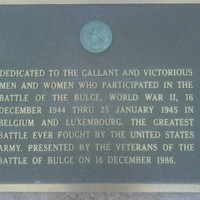 DEDICATED TO THE GALLANT AND VICTORIOUS
MEN AND WOMEN WHO PARTICIPATED IN THE
BATTLE OF THE BULGE, WORLD WAR II, 16
DECEMBER 1944 THRU 25 JANUARY 1945 IN
BELGIUM AND LUXEMBOURG. THE GREATEST
BATTLE EVER FOUGHT BY THE UNITED STATES
ARMY. PRESENTED BY THE VETERANS OF THE
BATTLE OF BULGE ON 16 DECEMBER 1986.